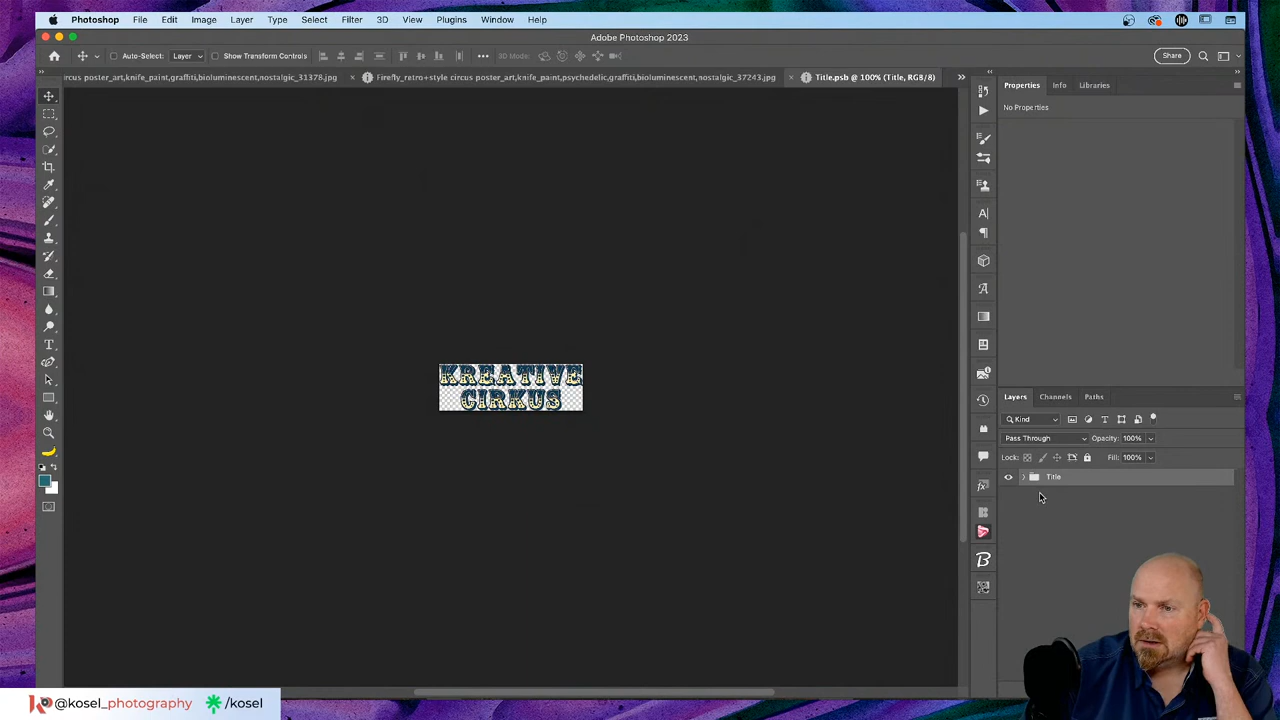 Photoshop File Edit Image Layer Type Select Filter 3D View Plugins Window Help
Adobe Photoshop 2023
Auto-Select: Layer Show Transform Controls 3D Mode: Share
circus poster_art,knife_paint,graffiti,bioluminescent,nostalgic_31378.jpg Firefly_retro+style circus poster_art,knife_paint,psychedelic,graffiti,bioluminescent,nostalgic_37243.jpg Title.psb @ 100% (Title, RGB/8)
Properties Info Libraries
No Properties
KREATIVE
CIRKUS
Layers Channels Paths
Kind
Pass Through Opacity: 100%
Lock: Fill: 100%
Title
@kosel_photography /kosel